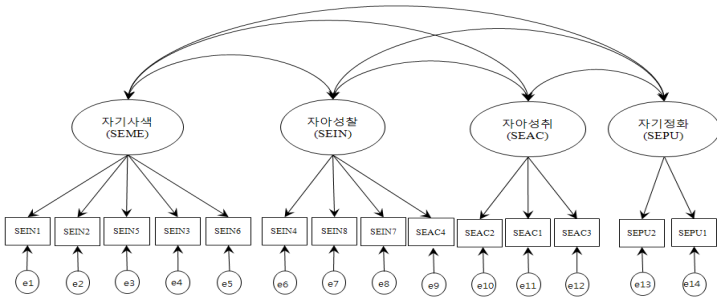 자기사색
(SEME)
자아성찰
(SEIN)
자아성취
(SEAC)
자기정화
(SEPU)
SEIN1 SEIN2 SEIN5 SEIN3 SEIN6 SEIN4 SEIN8 SEIN7 SEAC4 SEAC2 SEAC1 SEAC3 SEPU2 SEPU1
e1 e2 e3 e4 e5 e6 e7 e8 e9 e10 e11 e12 e13 e14